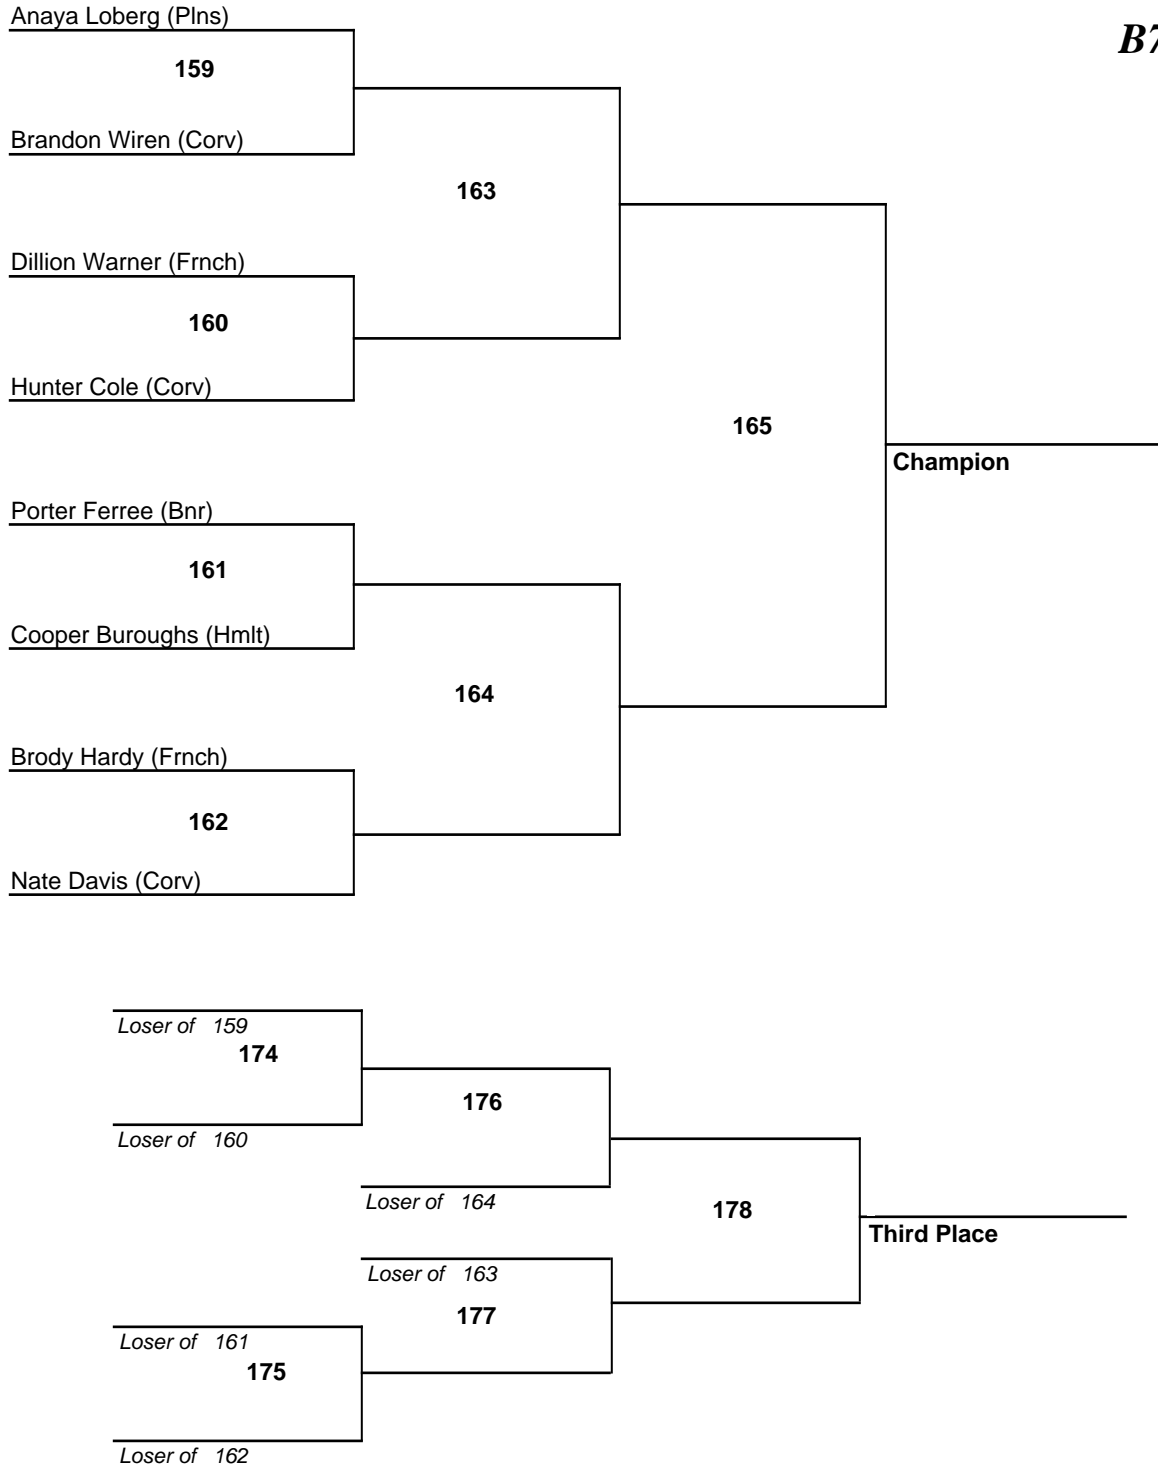 Anaya Loberg (Plns)
B7
159
Brandon Wiren (Corv)
163
Dillion Warner (Frnch)
160
Hunter Cole (Corv)
165
Champion
Porter Ferree (Bnr)
161
Cooper Buroughs (Hmlt)
164
Brody Hardy (Frnch)
162
Nate Davis (Corv)
Loser of 159
174
176
Loser of 160
Loser of 164
178
Third Place
Loser of 163
177
Loser of 161
175
Loser of 162